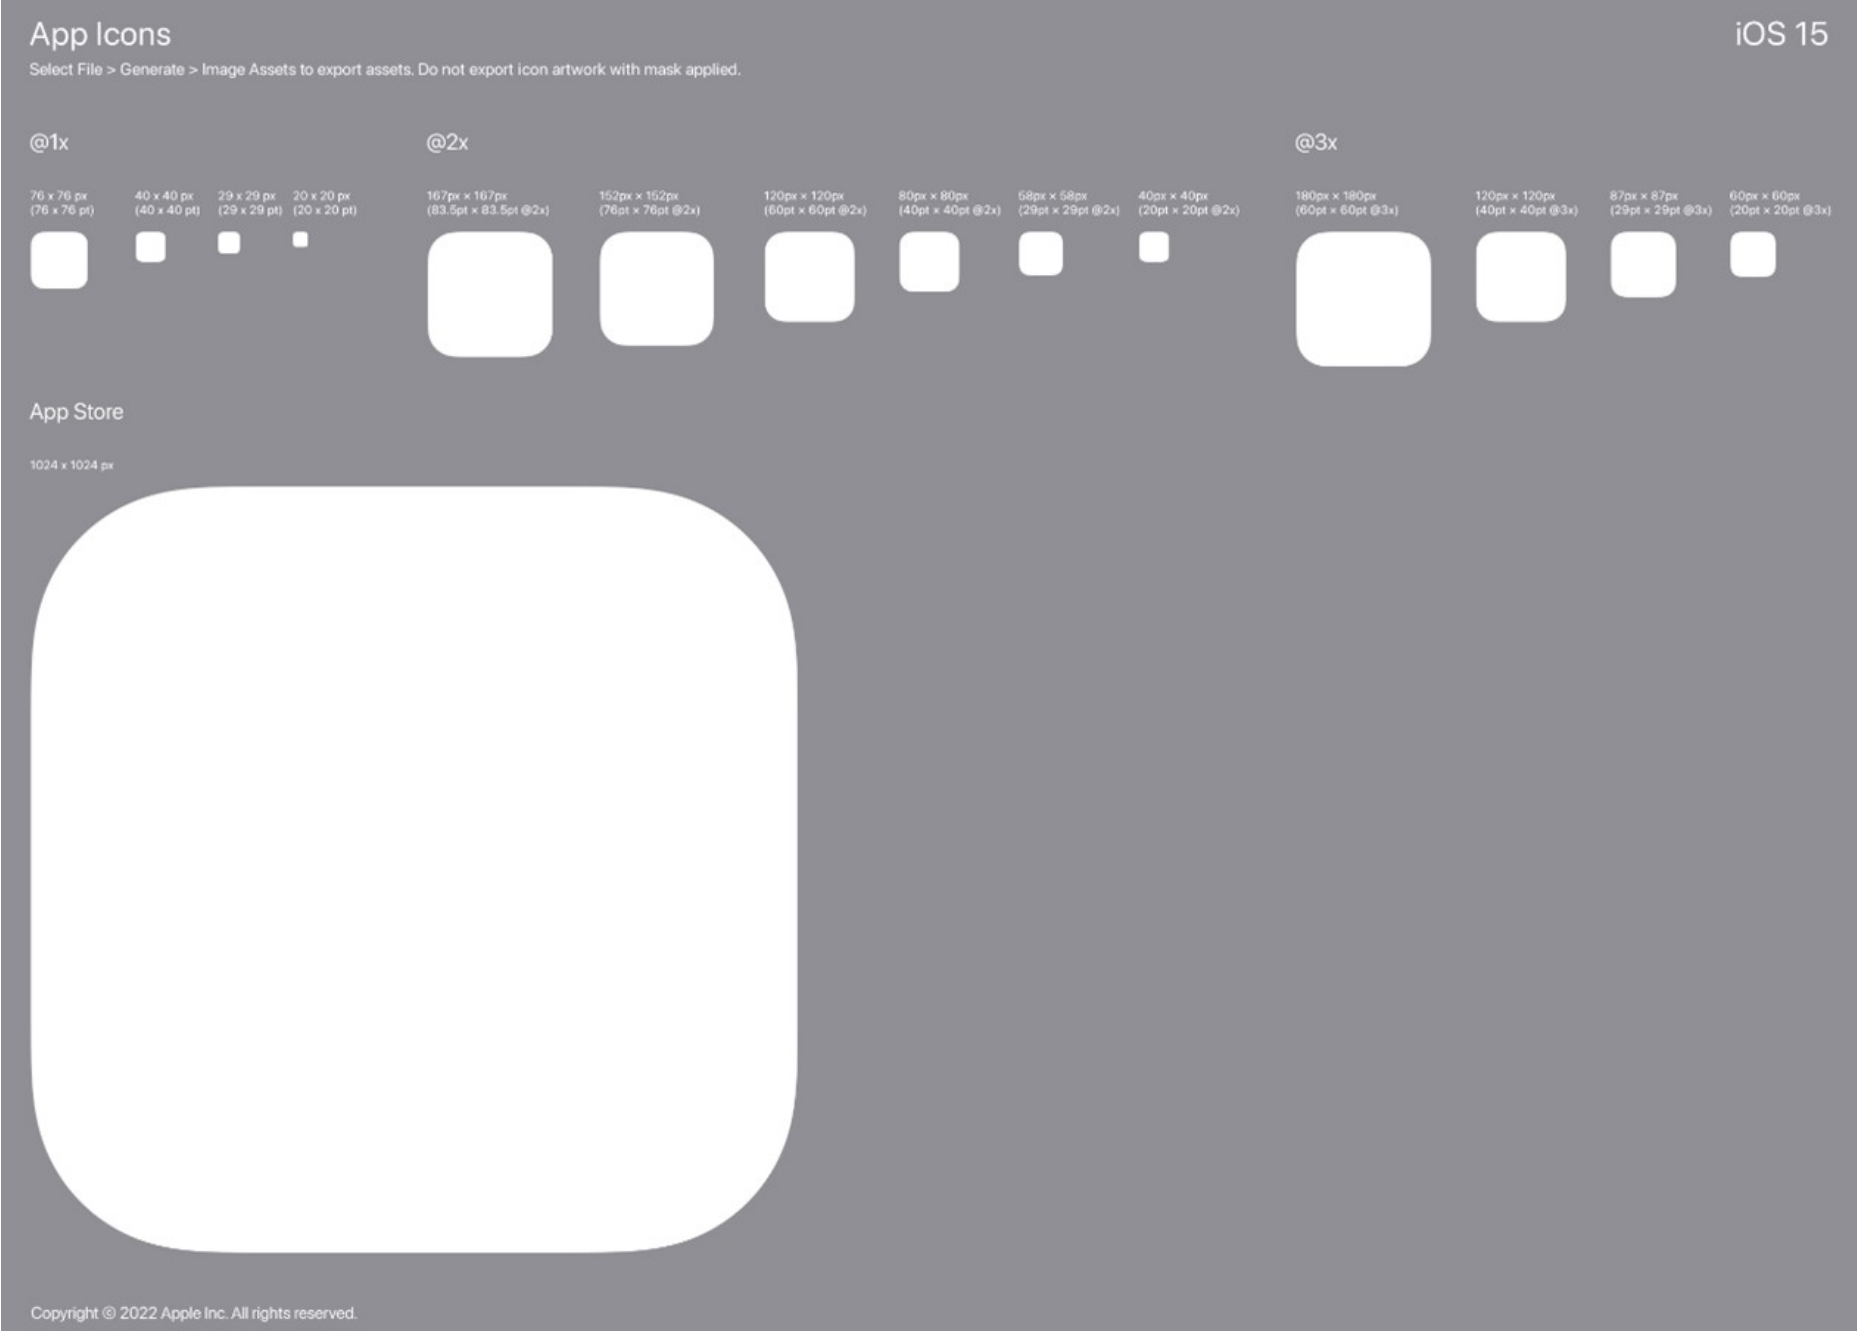 App Icons
iOS 15
Select File > Generate > Image Assets to export assets. Do not export icon artwork with mask applied.
@1x
@2x
@3x
76 x 76 px
(76 x 76 pt)
40 x 40 px
(40 x 40 pt)
29 x 29 px
(29 x 29 pt)
20 x 20 px
(20 x 20 pt)
167px × 167px
(83.5pt × 83.5pt @2x)
152px × 152px
(76pt × 76pt @2x)
120px × 120px
(60pt × 60pt @2x)
80px × 80px
(40pt × 40pt @2x)
58px × 58px
(29pt × 29pt @2x)
40px × 40px
(20pt × 20pt @2x)
180px × 180px
(60pt × 60pt @3x)
120px × 120px
(40pt × 40pt @3x)
87px × 87px
(29pt × 29pt @3x)
60px × 60px
(20pt × 20pt @3x)
App Store
1024 x 1024 px
Copyright © 2022 Apple Inc. All rights reserved.